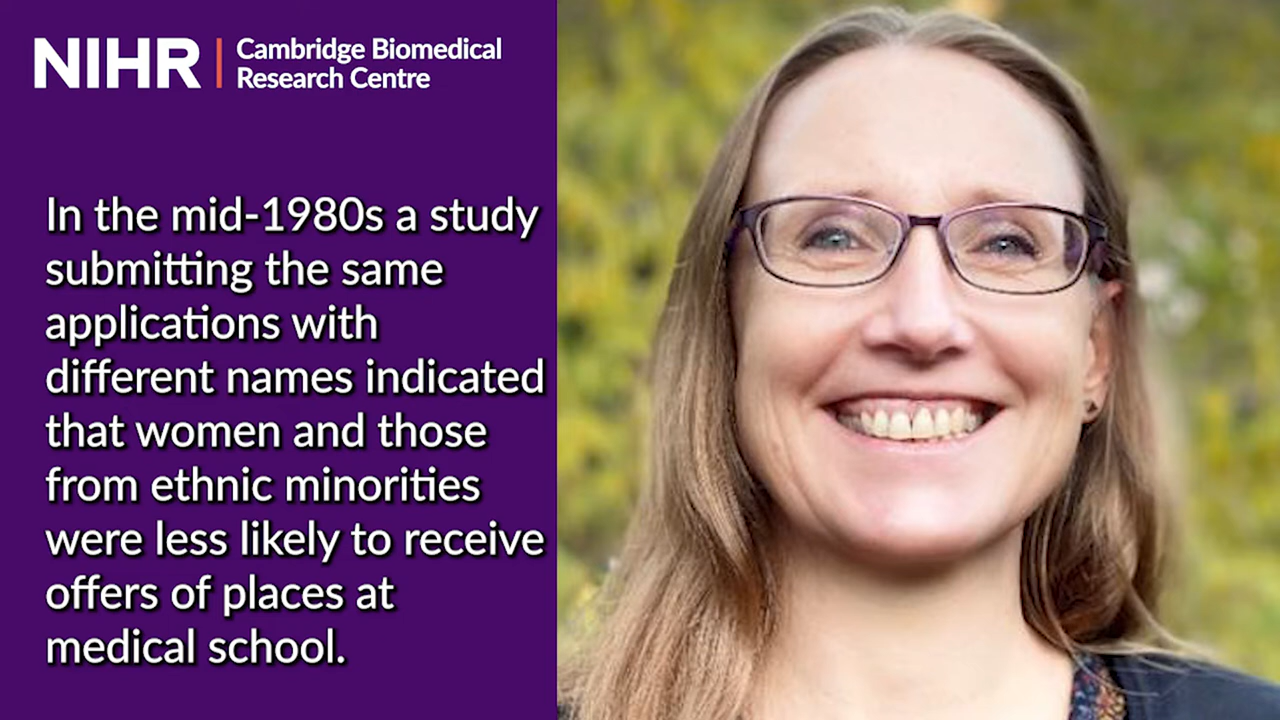 NIHR
Cambridge Biomedical
Research Centre
In the mid-1980s a study
submitting the same
applications with
different names indicated
that women and those
from ethnic minorities
were less likely to receive
offers of places at
medical school.